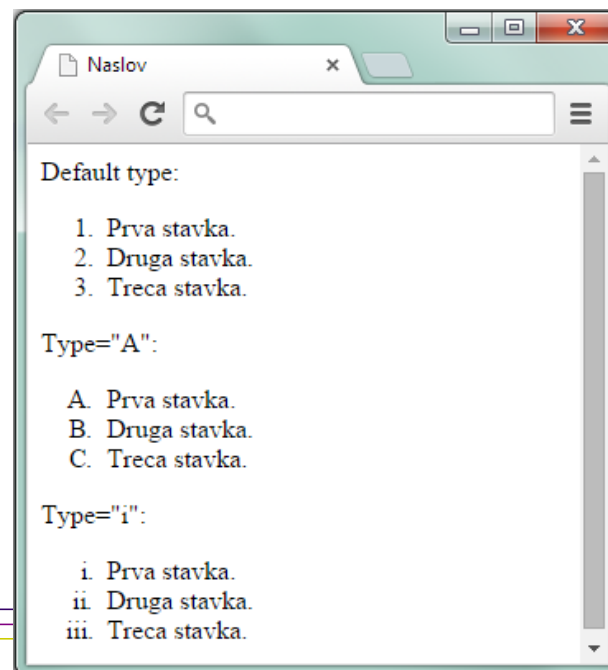 Naslov
Default type:
1. Prva stavka.
2. Druga stavka.
3. Treca stavka.
Type="A":
A. Prva stavka.
B. Druga stavka.
C. Treca stavka.
Type="i":
i. Prva stavka.
ii. Druga stavka.
iii. Treca stavka.